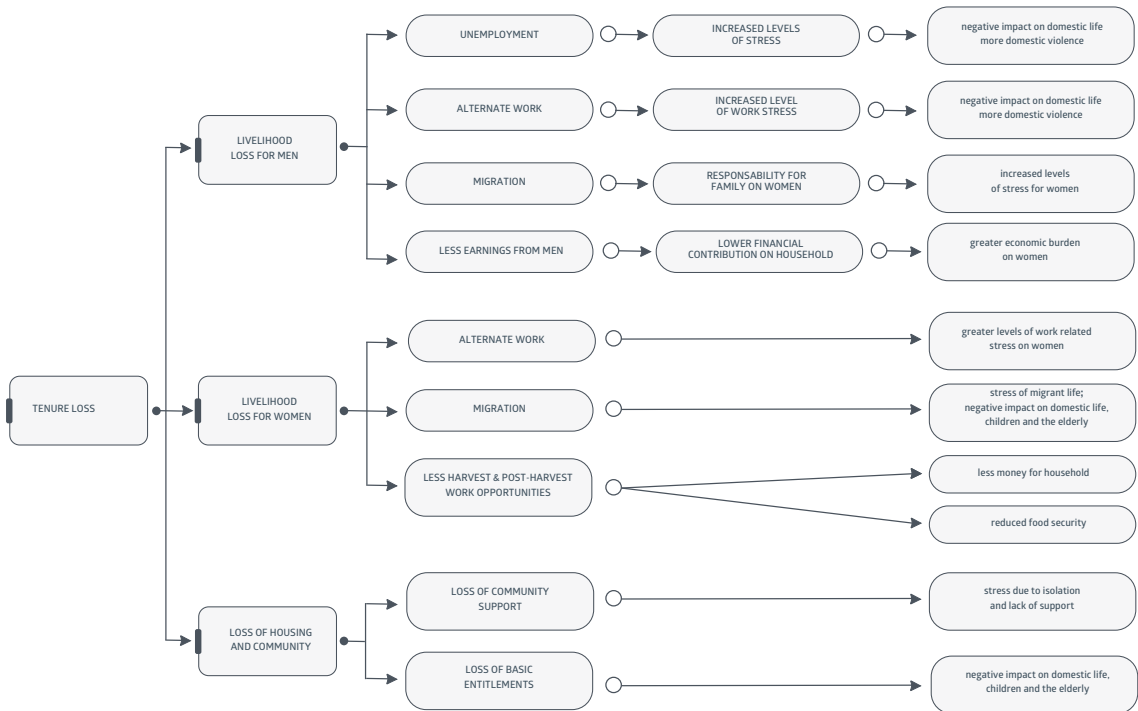 UNEMPLOYMENT
INCREASED LEVELS
OF STRESS
negative impact on domestic life
more domestic violence
ALTERNATE WORK
INCREASED LEVEL
OF WORK STRESS
negative impact on domestic life
more domestic violence
LIVELIHOOD
LOSS FOR MEN
MIGRATION
RESPONSABILITY FOR
FAMILY ON WOMEN
increased levels
of stress for women
LESS EARNINGS FROM MEN
LOWER FINANCIAL
CONTRIBUTION ON HOUSEHOLD
greater economic burden
on women
ALTERNATE WORK
greater levels of work related
stress on women
TENURE LOSS
LIVELIHOOD
LOSS FOR WOMEN
MIGRATION
stress of migrant life;
negative impact on domestic life,
children and the elderly
LESS HARVEST & POST-HARVEST
WORK OPPORTUNITIES
less money for household
reduced food security
LOSS OF HOUSING
AND COMMUNITY
LOSS OF COMMUNITY
SUPPORT
stress due to isolation
and lack of support
LOSS OF BASIC
ENTITLEMENTS
negative impact on domestic life,
children and the elderly